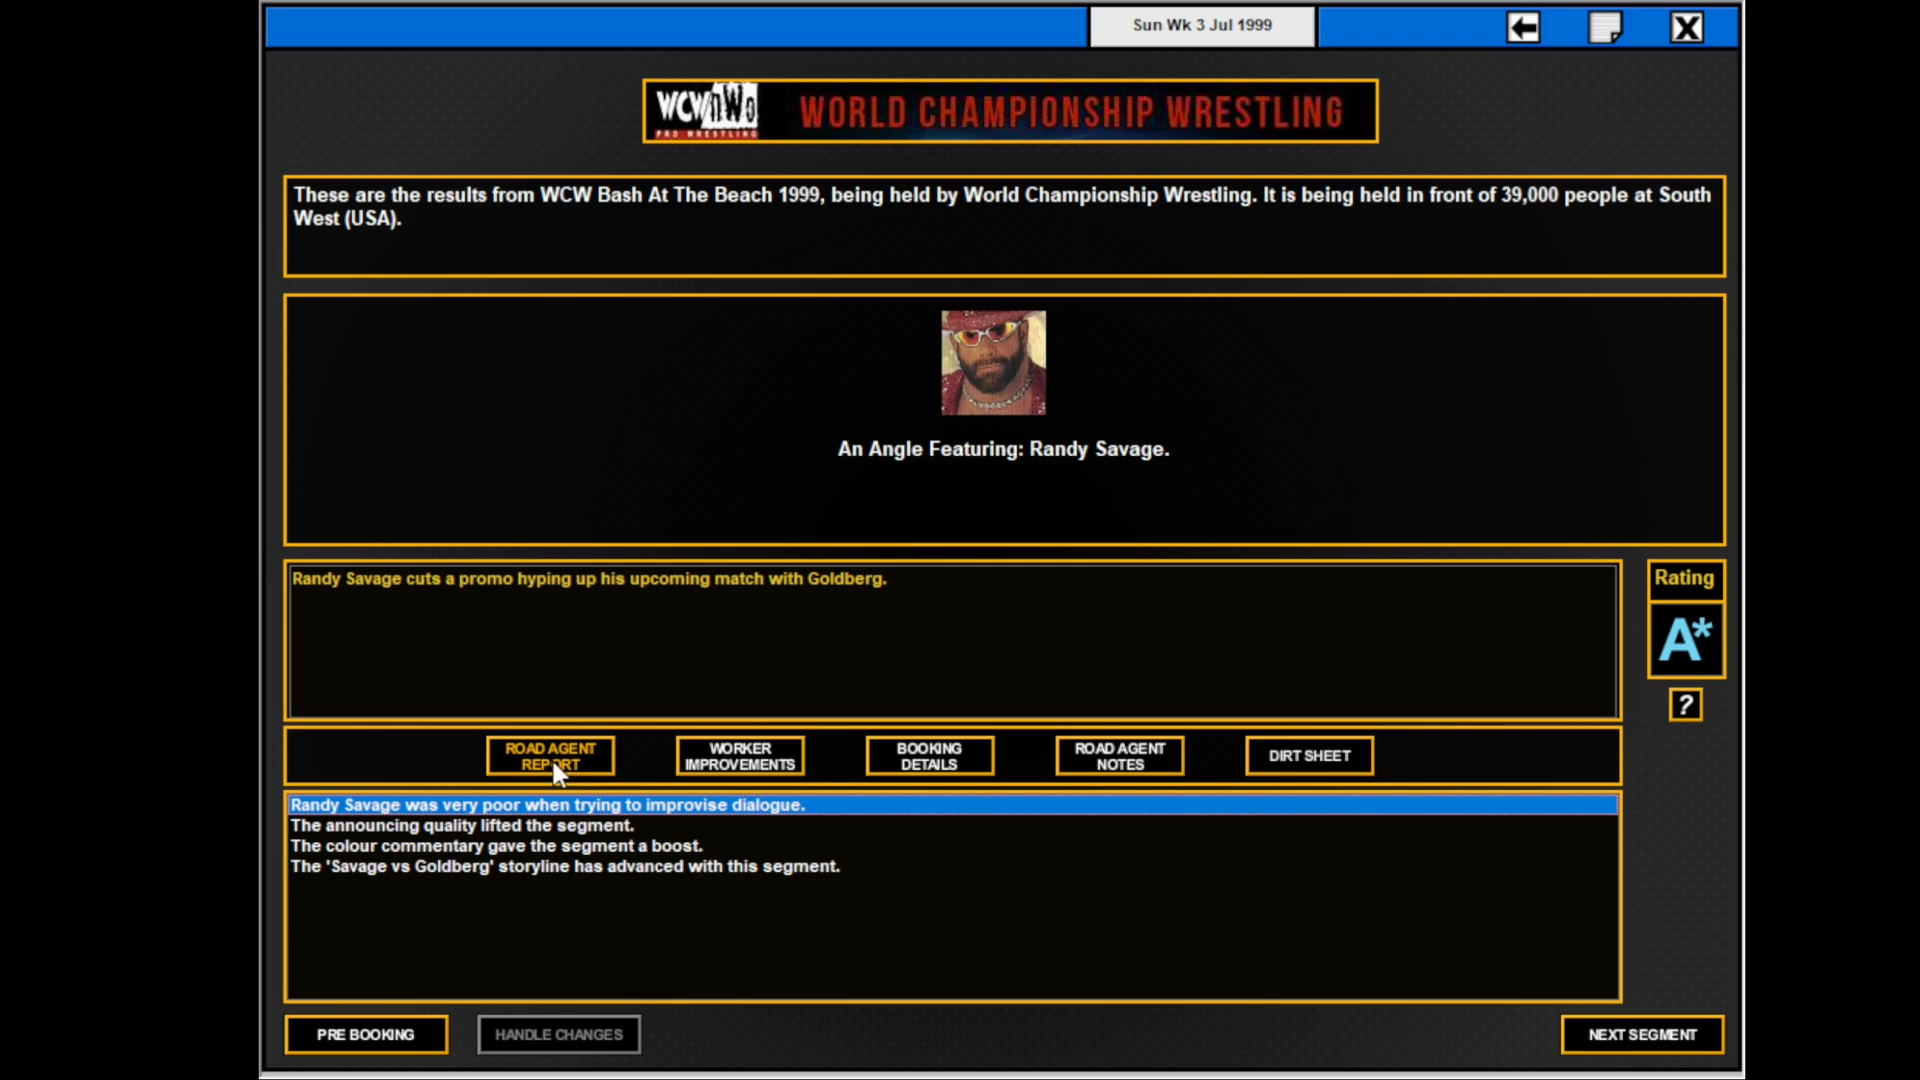 Sun Wk 3 Jul 1999
WCW nWo
PRO WRESTLING
WORLD CHAMPIONSHIP WRESTLING
These are the results from WCW Bash At The Beach 1999, being held by World Championship Wrestling. It is being held in front of 39,000 people at South
West (USA).
An Angle Featuring: Randy Savage.
Randy Savage cuts a promo hyping up his upcoming match with Goldberg.
Rating
A*
?
ROAD AGENT
REPORT
WORKER
IMPROVEMENTS
BOOKING
DETAILS
ROAD AGENT
NOTES
DIRT SHEET
Randy Savage was very poor when trying to improvise dialogue.
The announcing quality lifted the segment.
The colour commentary gave the segment a boost.
The 'Savage vs Goldberg' storyline has advanced with this segment.
PRE BOOKING
HANDLE CHANGES
NEXT SEGMENT